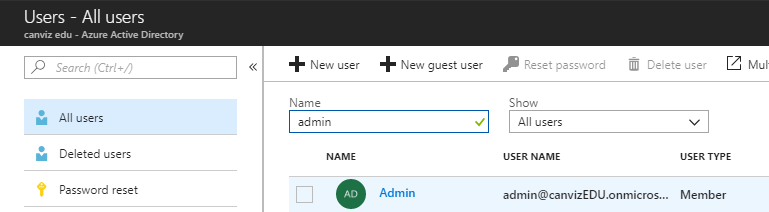 Users - All users
canviz edu - Azure Active Directory
Search (Ctrl+/)
All users
Deleted users
Password reset
New user
New guest user
Reset password
Delete user
Mul
Name
admin
Show
All users
NAME
USER NAME
USER TYPE
AD
Admin
admin@canvizEDU.onmicros...
Member